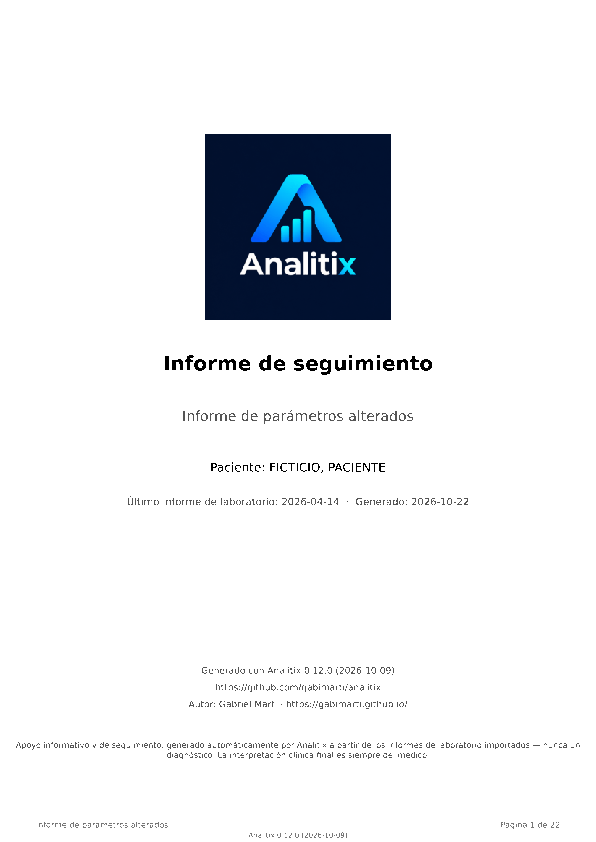 Analitix
Informe de seguimiento
Informe de parámetros alterados
Paciente: FICTICIO, PACIENTE
Último informe de laboratorio: 2026-04-14 · Generado: 2026-10-22
Generado con Analitix 0.12.0 (2026-10-09)
https://github.com/gabimarti/analitix
Autor: Gabriel Martí · https://gabimarti.github.io/
Apoyo informativo y de seguimiento, generado automáticamente por Analitix a partir de los informes de laboratorio importados — nunca un
diagnóstico. La interpretación clínica final es siempre del médico.
Informe de parámetros alterados
Página 1 de 22
Analitix 0.12.0 (2026-10-09)